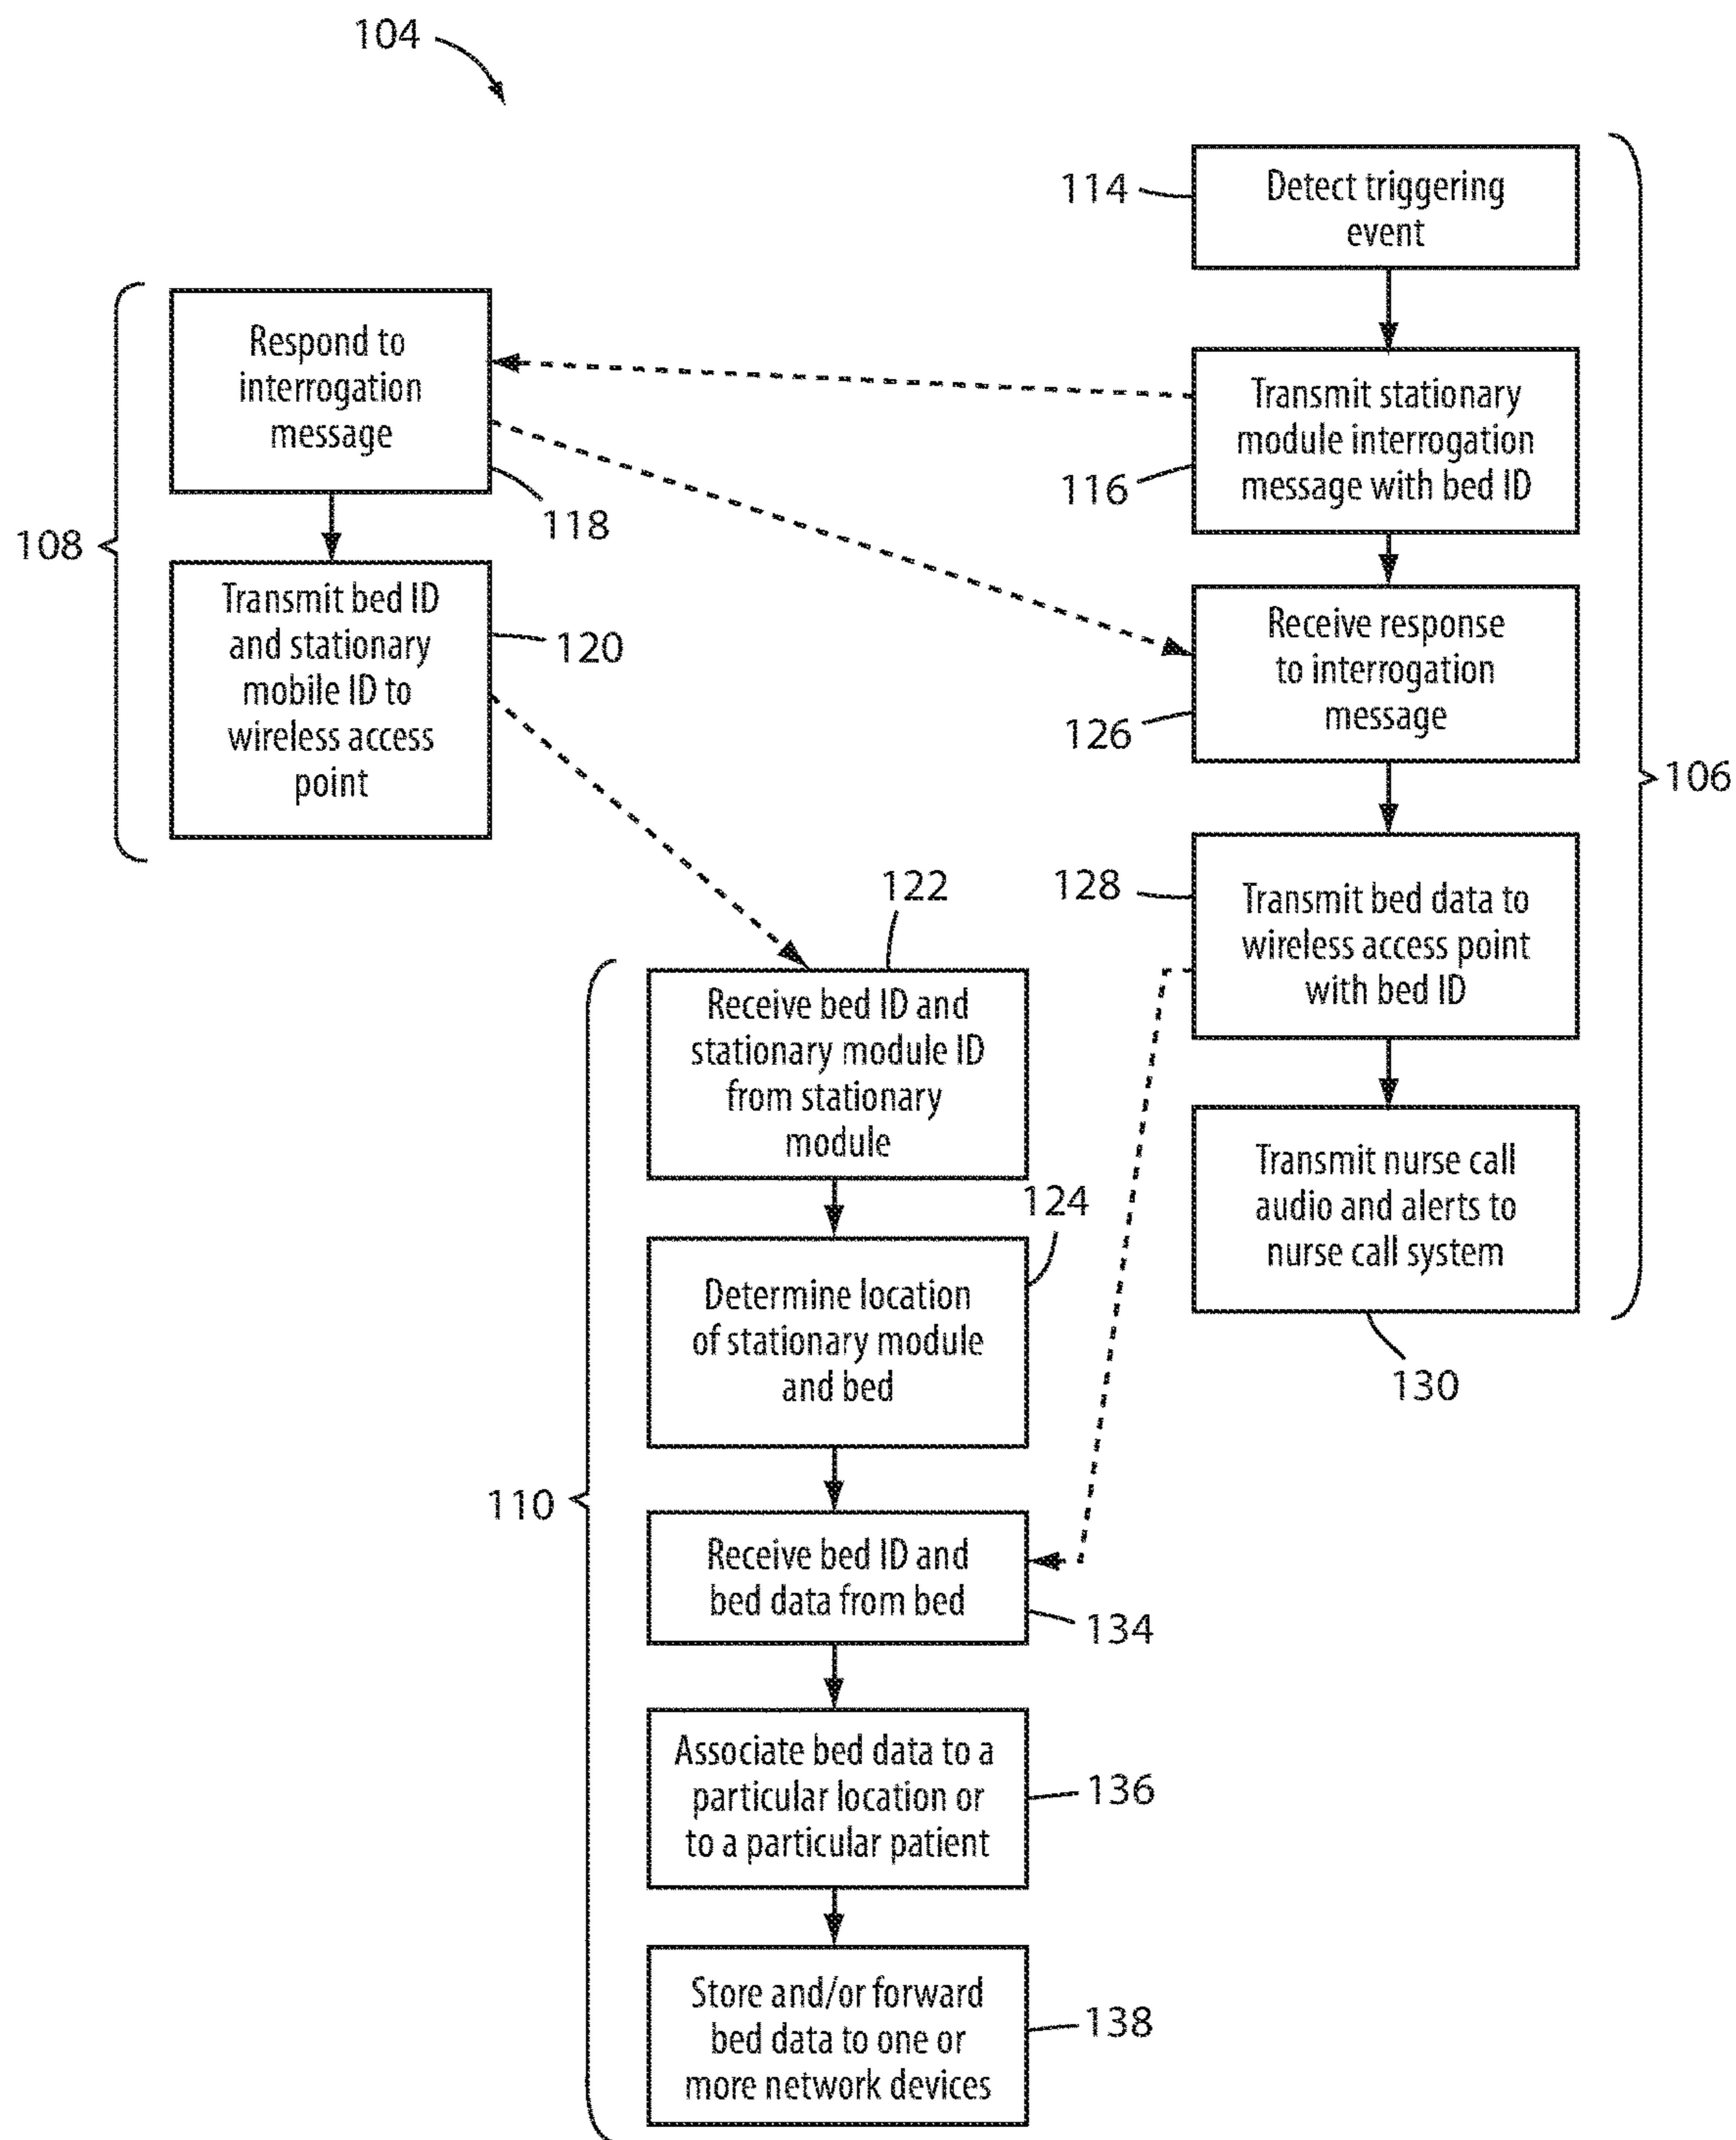 104
114
Detect triggering
event
Respond to
interrogation
message
118
Transmit stationary
module interrogation
message with bed ID
116
108
Transmit bed ID
and stationary
mobile ID to
wireless access
point
120
Receive response
to interrogation
message
126
106
122
128
Transmit bed data to
wireless access point
with bed ID
Receive bed ID and
stationary module ID
from stationary
module
124
Transmit nurse call
audio and alerts to
nurse call system
130
Determine location
of stationary module
and bed
110
Receive bed ID and
bed data from bed
134
Associate bed data to a
particular location or
to a particular patient
136
Store and/or forward
bed data to one or
more network devices
138